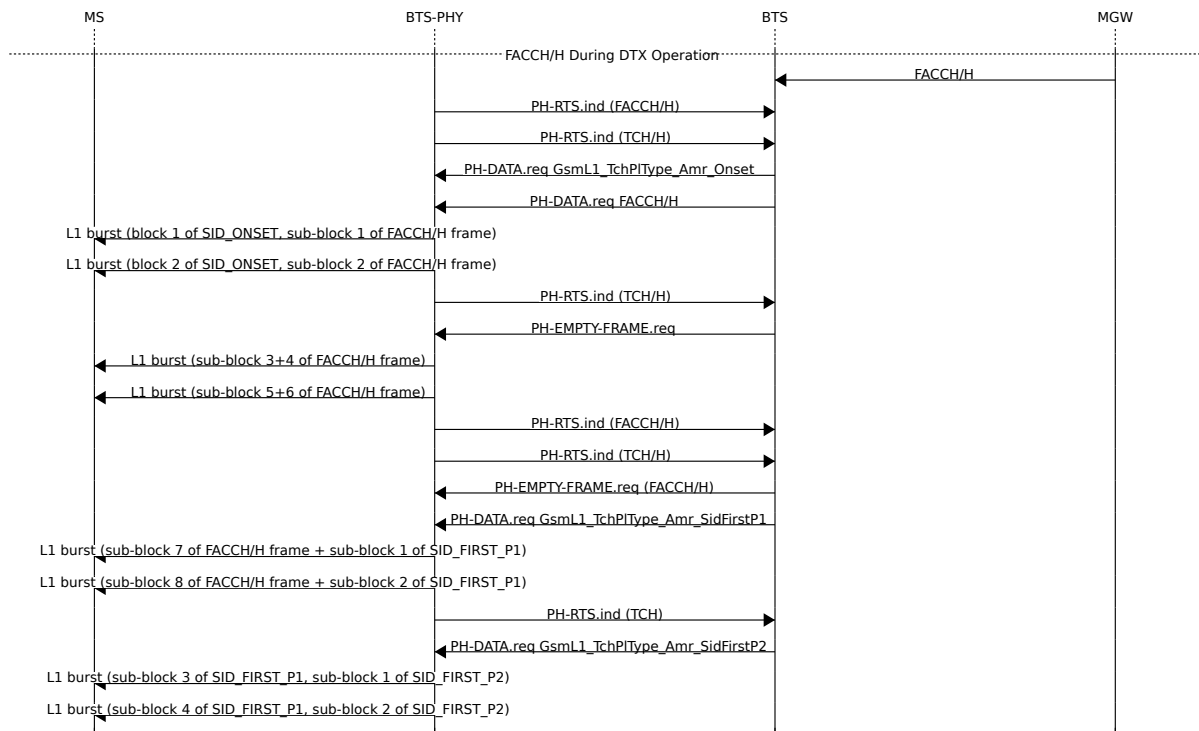 MS BTS-PHY BTS MGW
FACCH/H During DTX Operation
FACCH/H
PH-RTS.ind (FACCH/H)
PH-RTS.ind (TCH/H)
PH-DATA.req GsmL1_TchPlType_Amr_Onset
PH-DATA.req FACCH/H
L1 burst (block 1 of SID_ONSET, sub-block 1 of FACCH/H frame)
L1 burst (block 2 of SID_ONSET, sub-block 2 of FACCH/H frame)
PH-RTS.ind (TCH/H)
PH-EMPTY-FRAME.req
L1 burst (sub-block 3+4 of FACCH/H frame)
L1 burst (sub-block 5+6 of FACCH/H frame)
PH-RTS.ind (FACCH/H)
PH-RTS.ind (TCH/H)
PH-EMPTY-FRAME.req (FACCH/H)
PH-DATA.req GsmL1_TchPlType_Amr_SidFirstP1
L1 burst (sub-block 7 of FACCH/H frame + sub-block 1 of SID_FIRST_P1)
L1 burst (sub-block 8 of FACCH/H frame + sub-block 2 of SID_FIRST_P1)
PH-RTS.ind (TCH)
PH-DATA.req GsmL1_TchPlType_Amr_SidFirstP2
L1 burst (sub-block 3 of SID_FIRST_P1, sub-block 1 of SID_FIRST_P2)
L1 burst (sub-block 4 of SID_FIRST_P1, sub-block 2 of SID_FIRST_P2)